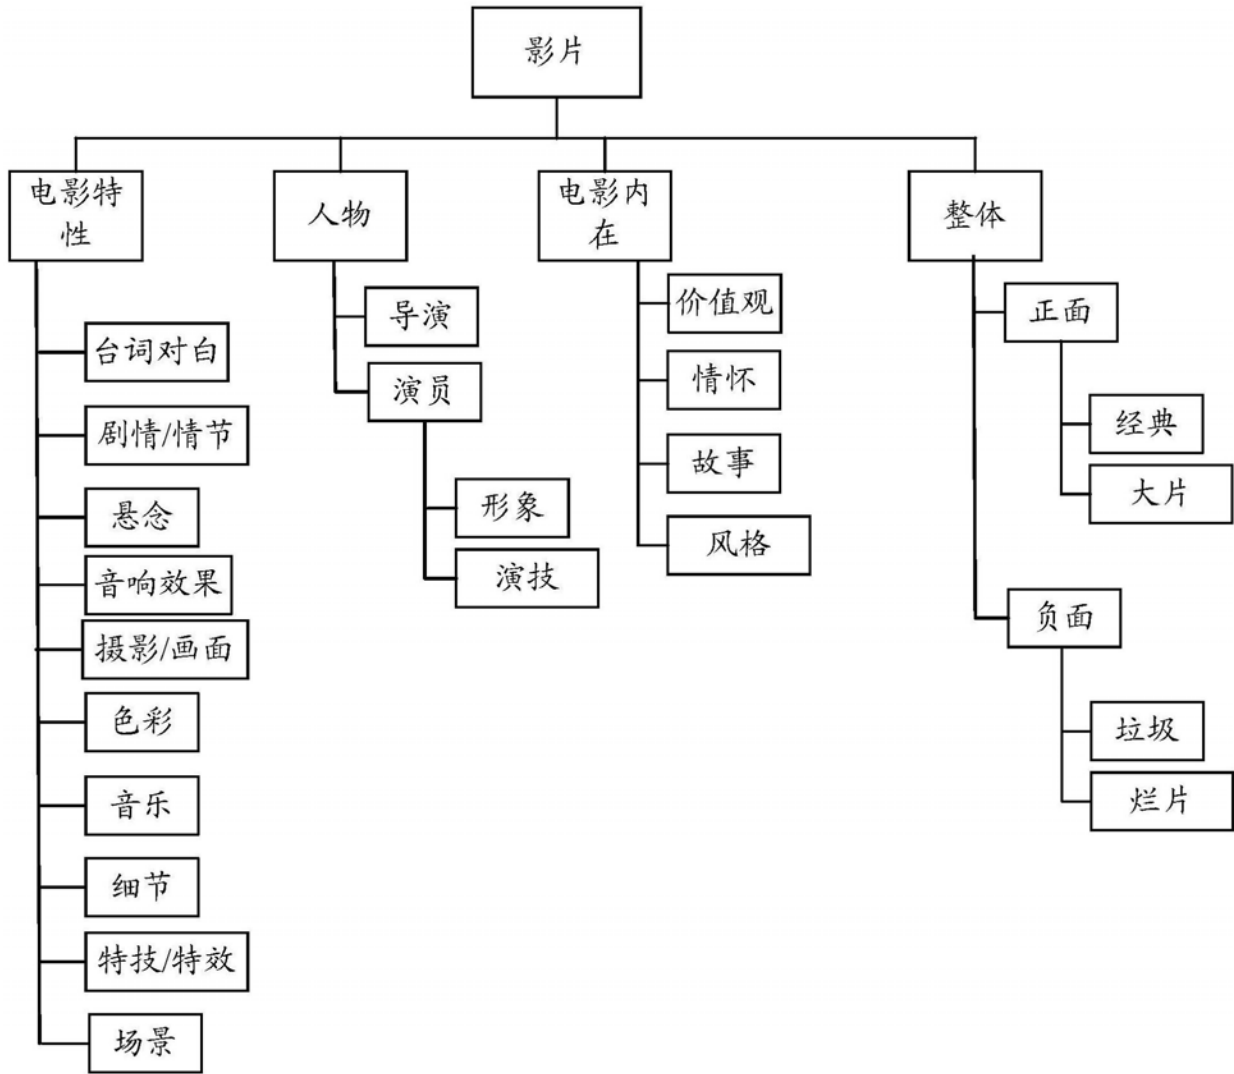 影片
电影特
性
人物
电影内
在
整体
台词对白
剧情/情节
悬念
音响效果
摄影/画面
色彩
音乐
细节
特技/特效
场景
导演
演员
形象
演技
价值观
情怀
故事
风格
正面
经典
大片
负面
垃圾
烂片